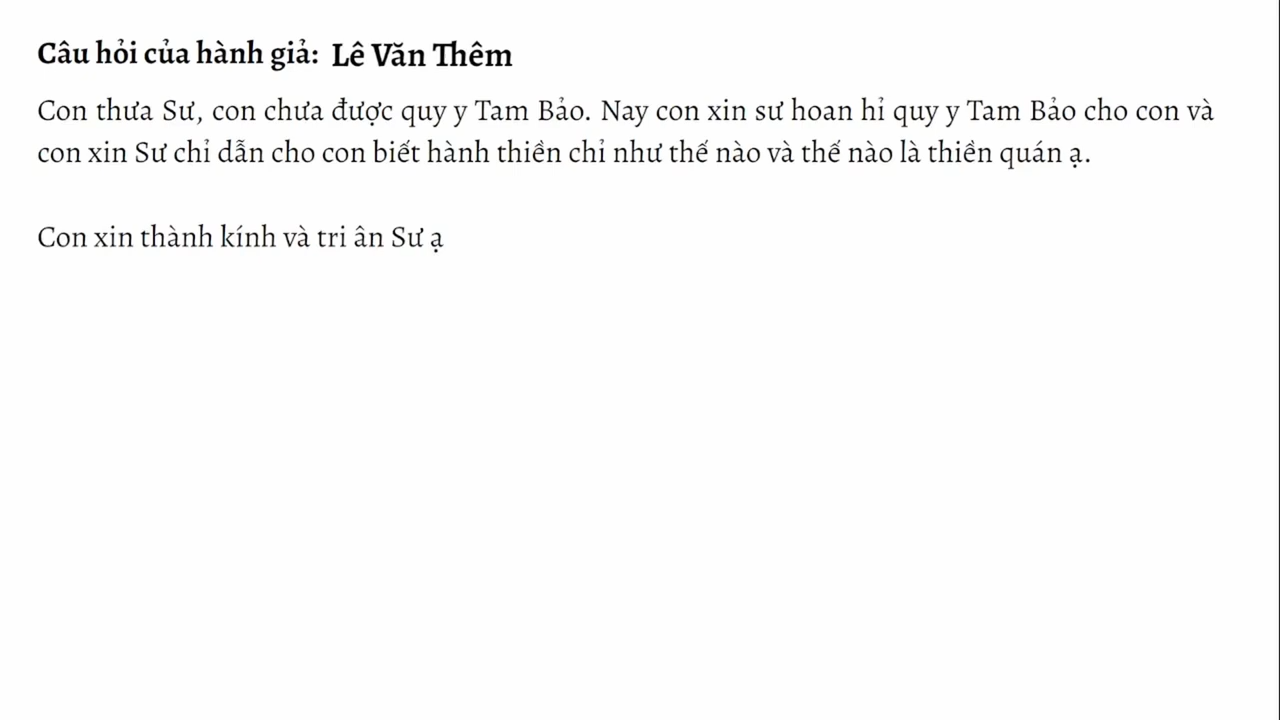 Câu hỏi của hành giả: Lê Văn Thêm
Con thưa Sư, con chưa được quy y Tam Bảo. Nay con xin sư hoan hỉ quy y Tam Bảo cho con và
con xin Sư chỉ dẫn cho con biết hành thiền chỉ như thế nào và thế nào là thiền quán ạ.
Con xin thành kính và tri ân Sư ạ